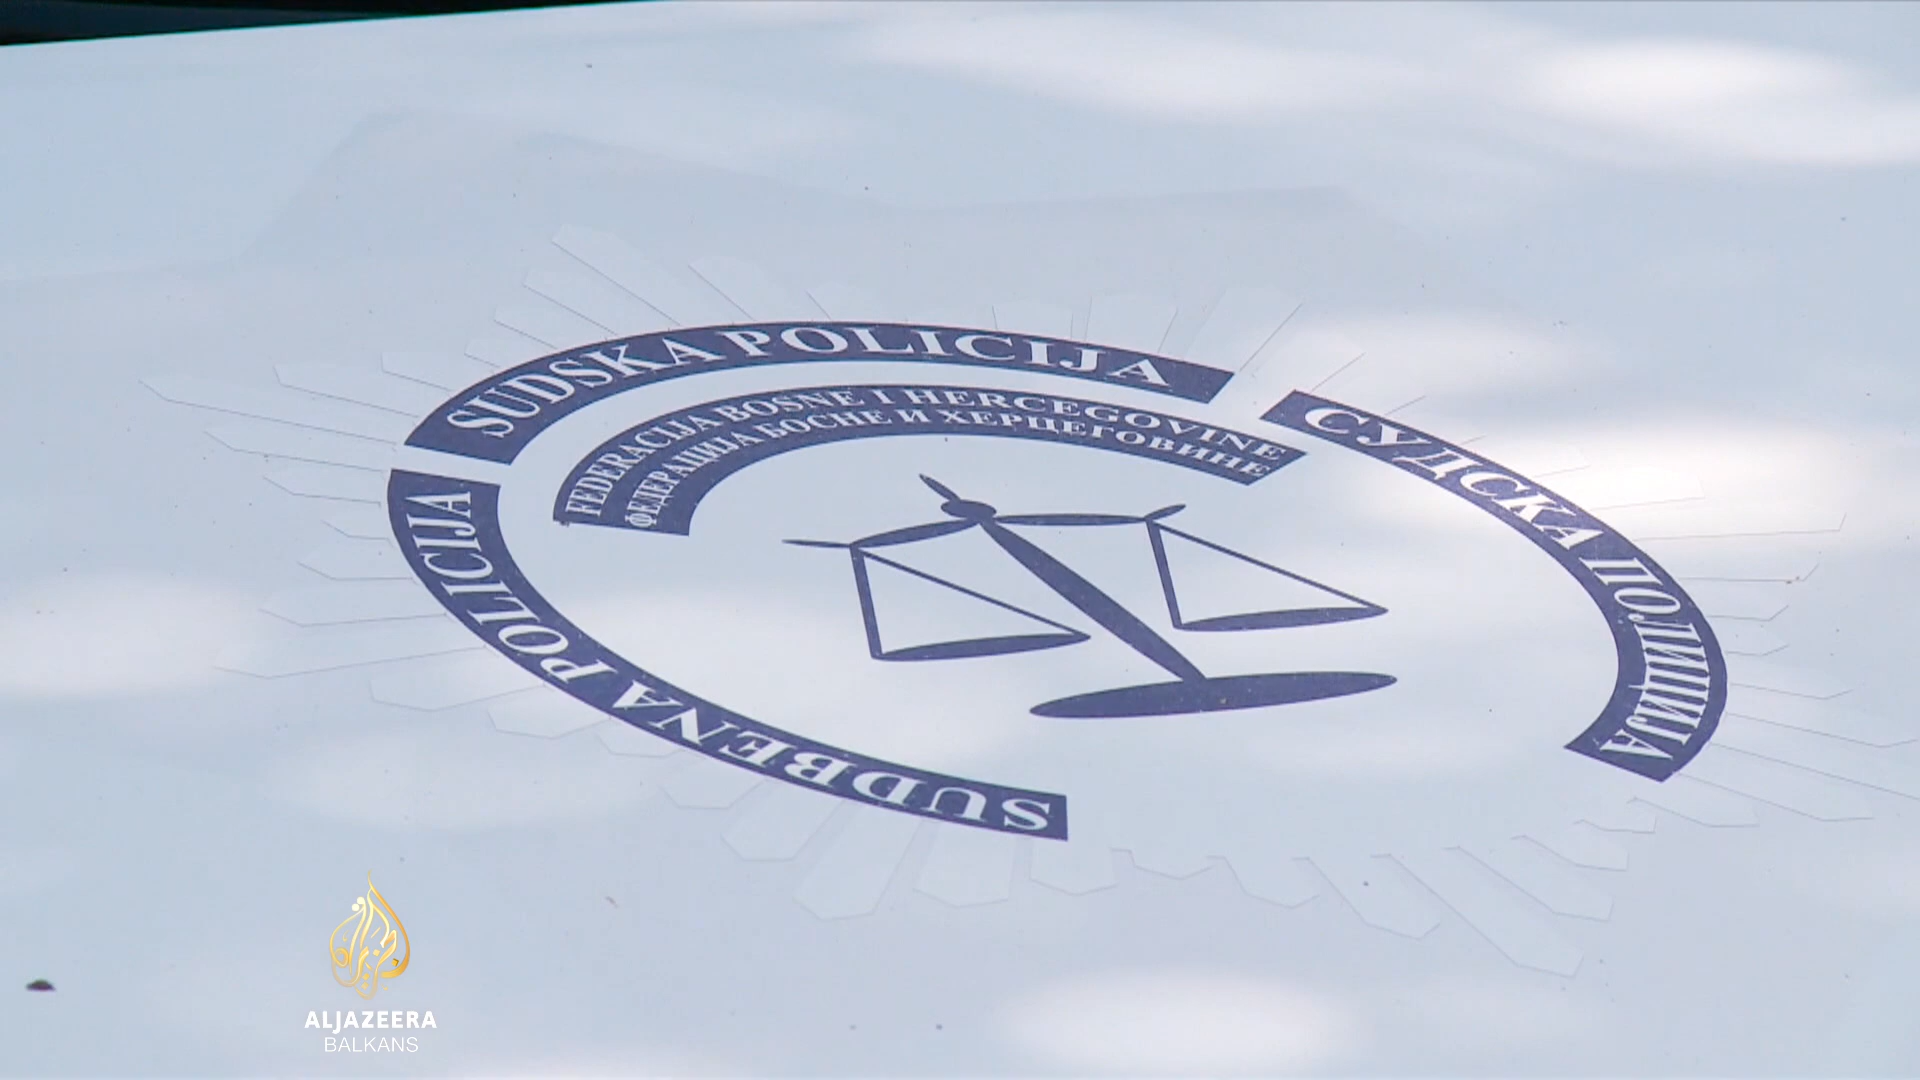 SUDSKA POLICIJA
СУДСКА ПОЛИЦИЈА
FEDERACIJA BOSNE I HERCEGOVINE
ФЕДЕРАЦИЈА БОСНЕ И ХЕРЦЕГОВИНЕ
SUDBENA POLICIJA
ALJAZEERA
BALKANS